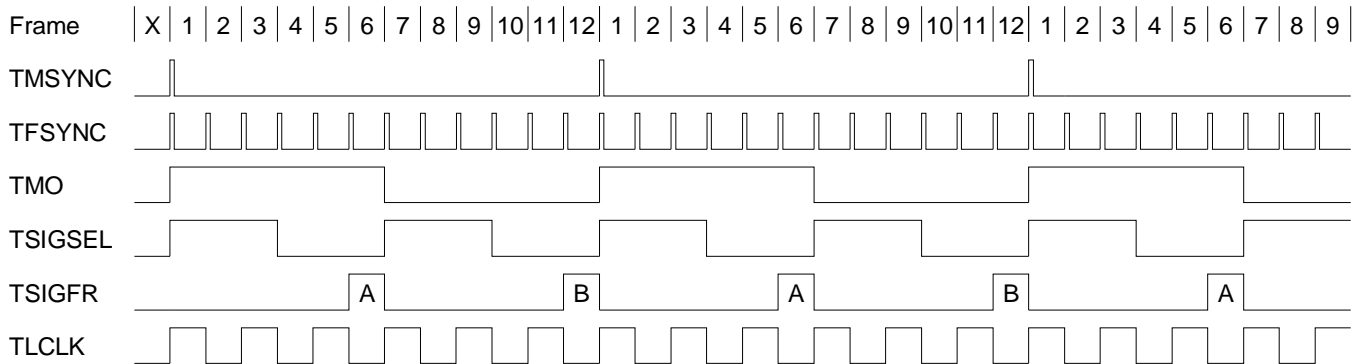 Frame X 1 2 3 4 5 6 7 8 9 10 11 12 1 2 3 4 5 6 7 8 9 10 11 12 1 2 3 4 5 6 7 8 9
TMSYNC
TFSYNC
TMO
TSIGSEL
TSIGFR A B A B A
TLCLK